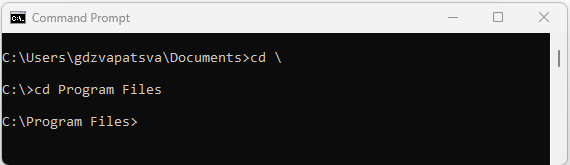 Command Prompt
C:\Users\gdzvapatsva\Documents>cd \
C:\>cd Program Files
C:\Program Files>